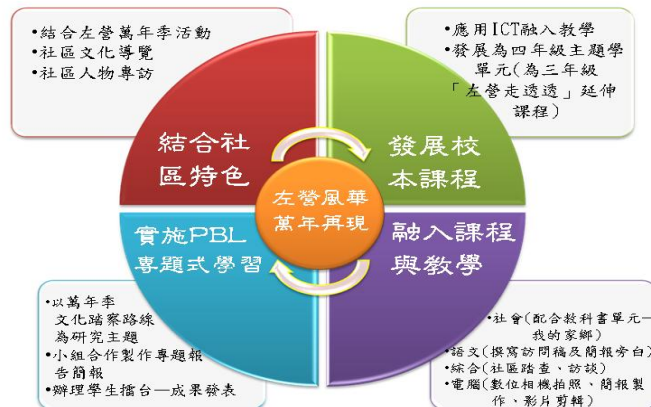 •結合左營萬年季活動
•社區文化導覽
•社區人物專訪
•應用ICT融入教學
•發展為四年級主題學
單元(為三年級
「左營走透透」延伸
課程)
結合社
區特色
發展校
本課程
左營風華
萬年再現
實施PBL
專題式學習
融入課程
與教學
•以萬年季
文化踏察路線
為研究主題
•小組合作製作專題報
告簡報
•辦理學生擂台—成果發表
•社會(配合教科書單元—
我的家鄉)
•語文(撰寫訪問稿及簡報旁白)
•綜合(社區踏查、訪談)
•電腦(數位相機拍照、簡報製
作、影片剪輯)